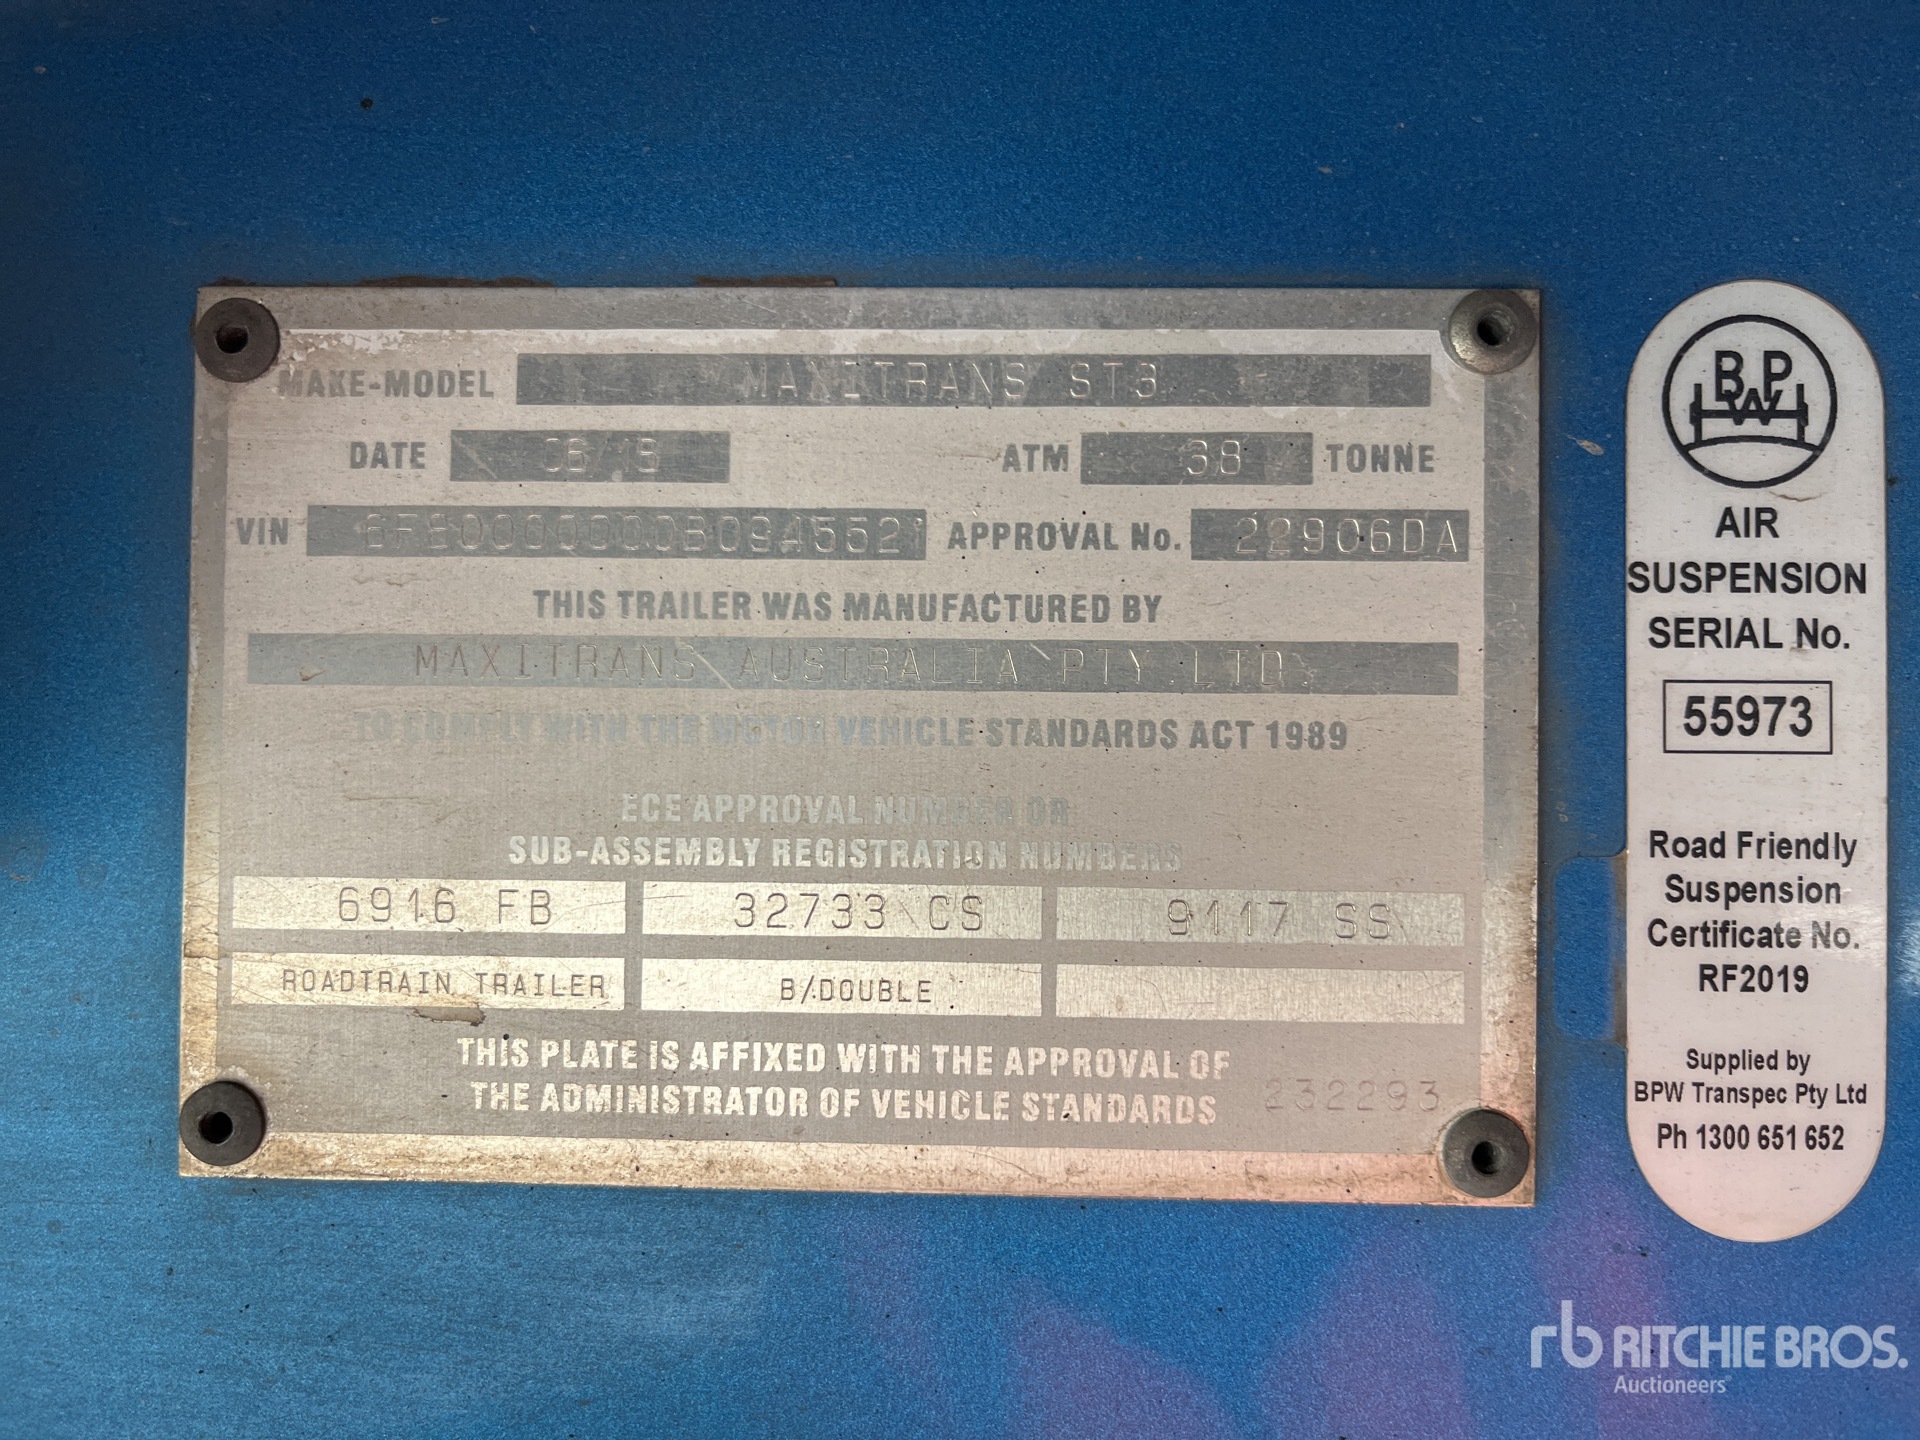 MAKE-MODEL MAXITRANS ST3
DATE 06/15 ATM 38 TONNE
VIN APPROVAL No. 22906DA
THIS TRAILER WAS MANUFACTURED BY
MAXITRANS AUSTRALIA PTY LTD.
TO COMPLY WITH THE MOTOR VEHICLE STANDARDS ACT 1989
ECE APPROVAL NUMBER OR
SUB-ASSEMBLY REGISTRATION NUMBERS
6916 FB 32733 CS 9117 SS
ROADTRAIN TRAILER B/DOUBLE
THIS PLATE IS AFFIXED WITH THE APPROVAL OF
THE ADMINISTRATOR OF VEHICLE STANDARDS 232293
BPW
AIR
SUSPENSION
SERIAL No.
55973
Road Friendly
Suspension
Certificate No.
RF2019
Supplied by
BPW Transpec Pty Ltd
Ph 1300 651 652
rb RITCHIE BROS.
Auctioneers